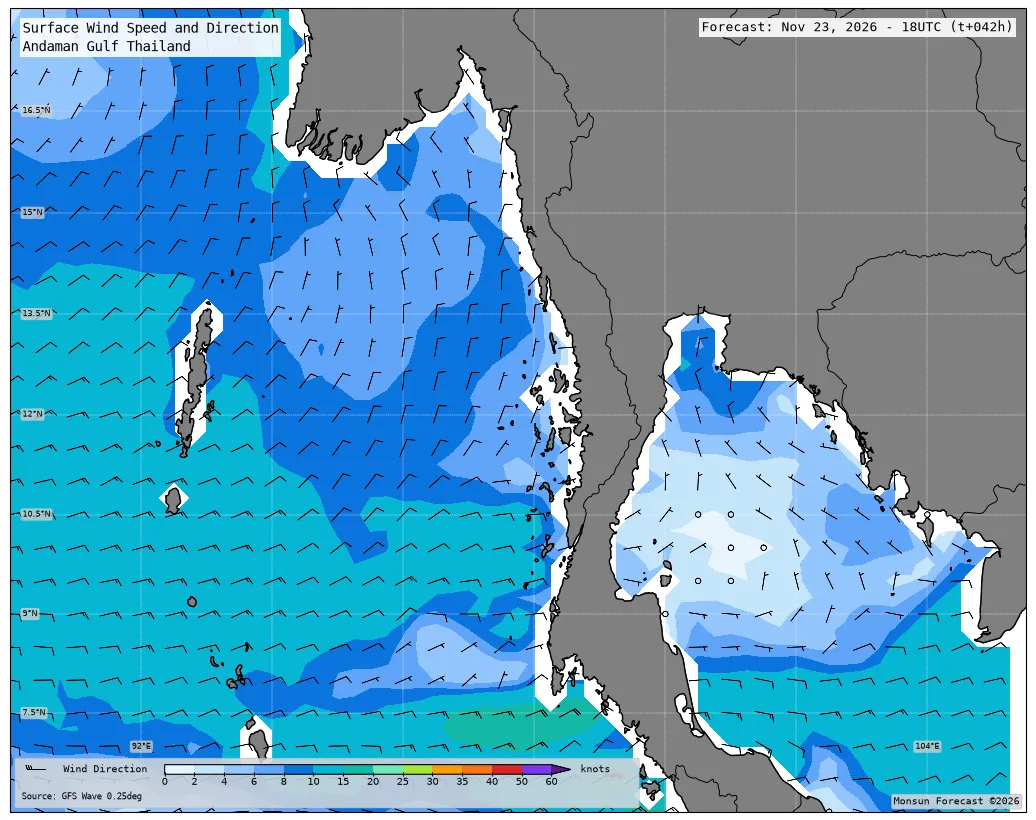 Surface Wind Speed and Direction
Andaman Gulf Thailand
Forecast: Nov 23, 2026 - 18UTC (t+042h)
16.5°N
15°N
13.5°N
12°N
10.5°N
9°N
7.5°N
92°E
104°E
Wind Direction
knots
0 2 4 6 8 10 15 20 25 30 35 40 50 60
Source: GFS Wave 0.25deg
Monsun Forecast ©2026